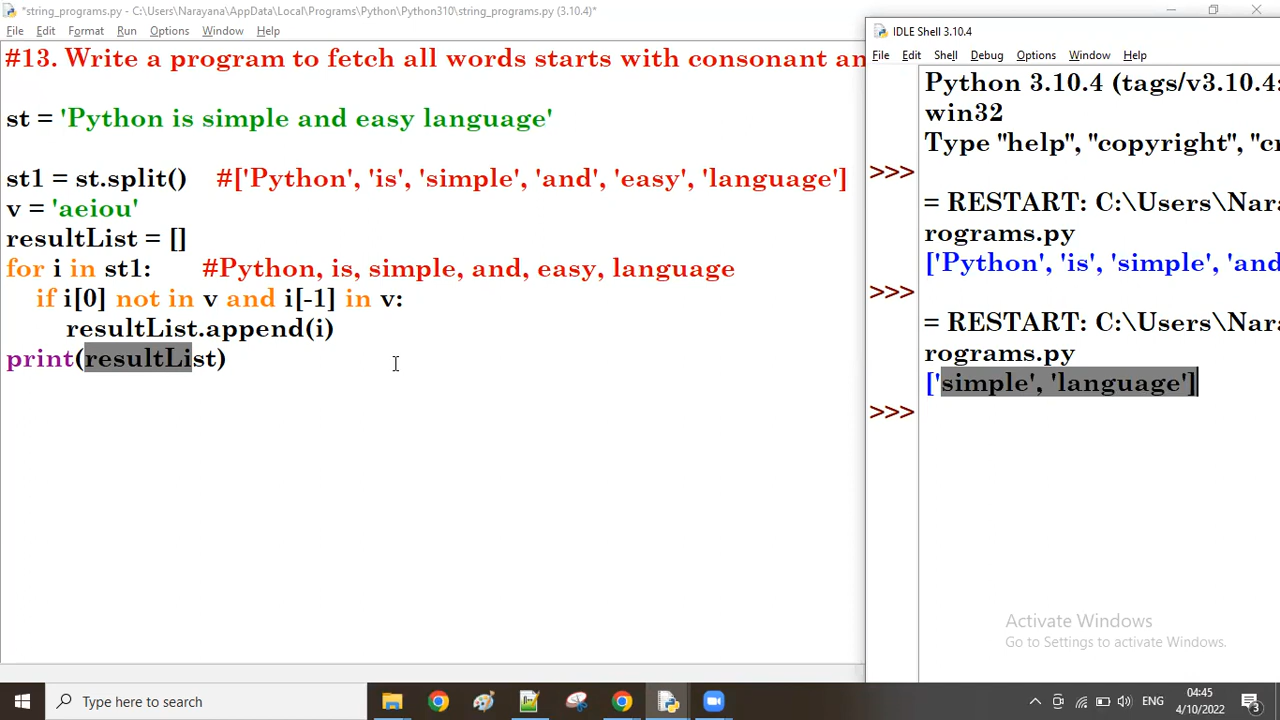 *string_programs.py - C:\Users\Narayana\AppData\Local\Programs\Python\Python310\string_programs.py (3.10.4)*
File Edit Format Run Options Window Help
#13. Write a program to fetch all words starts with consonant an
st = 'Python is simple and easy language'
st1 = st.split() #['Python', 'is', 'simple', 'and', 'easy', 'language']
v = 'aeiou'
resultList = []
for i in st1: #Python, is, simple, and, easy, language
if i[0] not in v and i[-1] in v:
resultList.append(i)
print(resultList)
IDLE Shell 3.10.4
File Edit Shell Debug Options Window Help
Python 3.10.4 (tags/v3.10.4:
win32
Type "help", "copyright", "cr
>>>
= RESTART: C:\Users\Nara
rograms.py
['Python', 'is', 'simple', 'and
>>>
= RESTART: C:\Users\Nara
rograms.py
['simple', 'language']
>>>
Activate Windows
Go to Settings to activate Windows.
Type here to search
ENG
04:45
4/10/2022
3